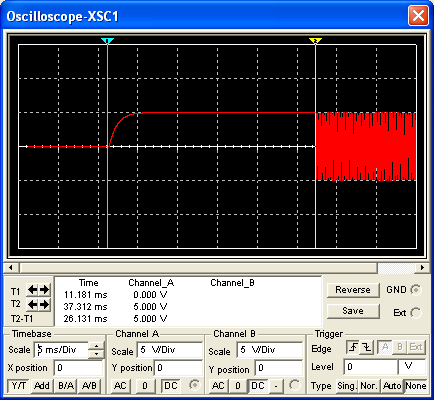 Oscilloscope-XSC1
1 2
Time Channel_A Channel_B
T1 11.181 ms 0.000 V
T2 37.312 ms 5.000 V
T2-T1 26.131 ms 5.000 V
Reverse GND
Save Ext
Timebase Channel A Channel B Trigger
Scale 5 ms/Div Scale 5 V/Div Scale 5 V/Div Edge A B Ext
X position 0 Y position 0 Y position 0 Level 0 V
Y/T Add B/A A/B AC 0 DC AC 0 DC - Type Sing. Nor. Auto None